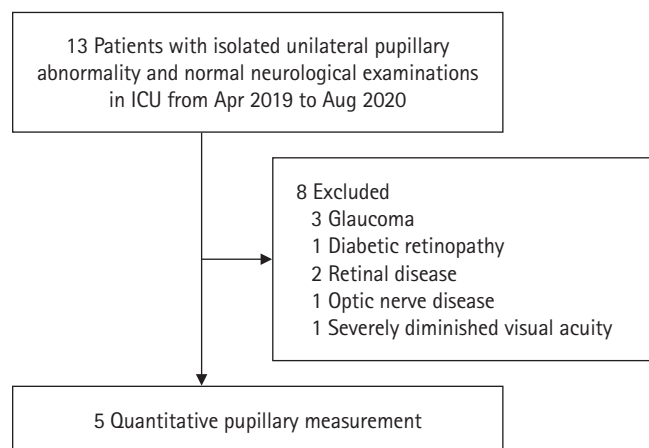 13 Patients with isolated unilateral pupillary
abnormality and normal neurological examinations
in ICU from Apr 2019 to Aug 2020
8 Excluded
3 Glaucoma
1 Diabetic retinopathy
2 Retinal disease
1 Optic nerve disease
1 Severely diminished visual acuity
5 Quantitative pupillary measurement